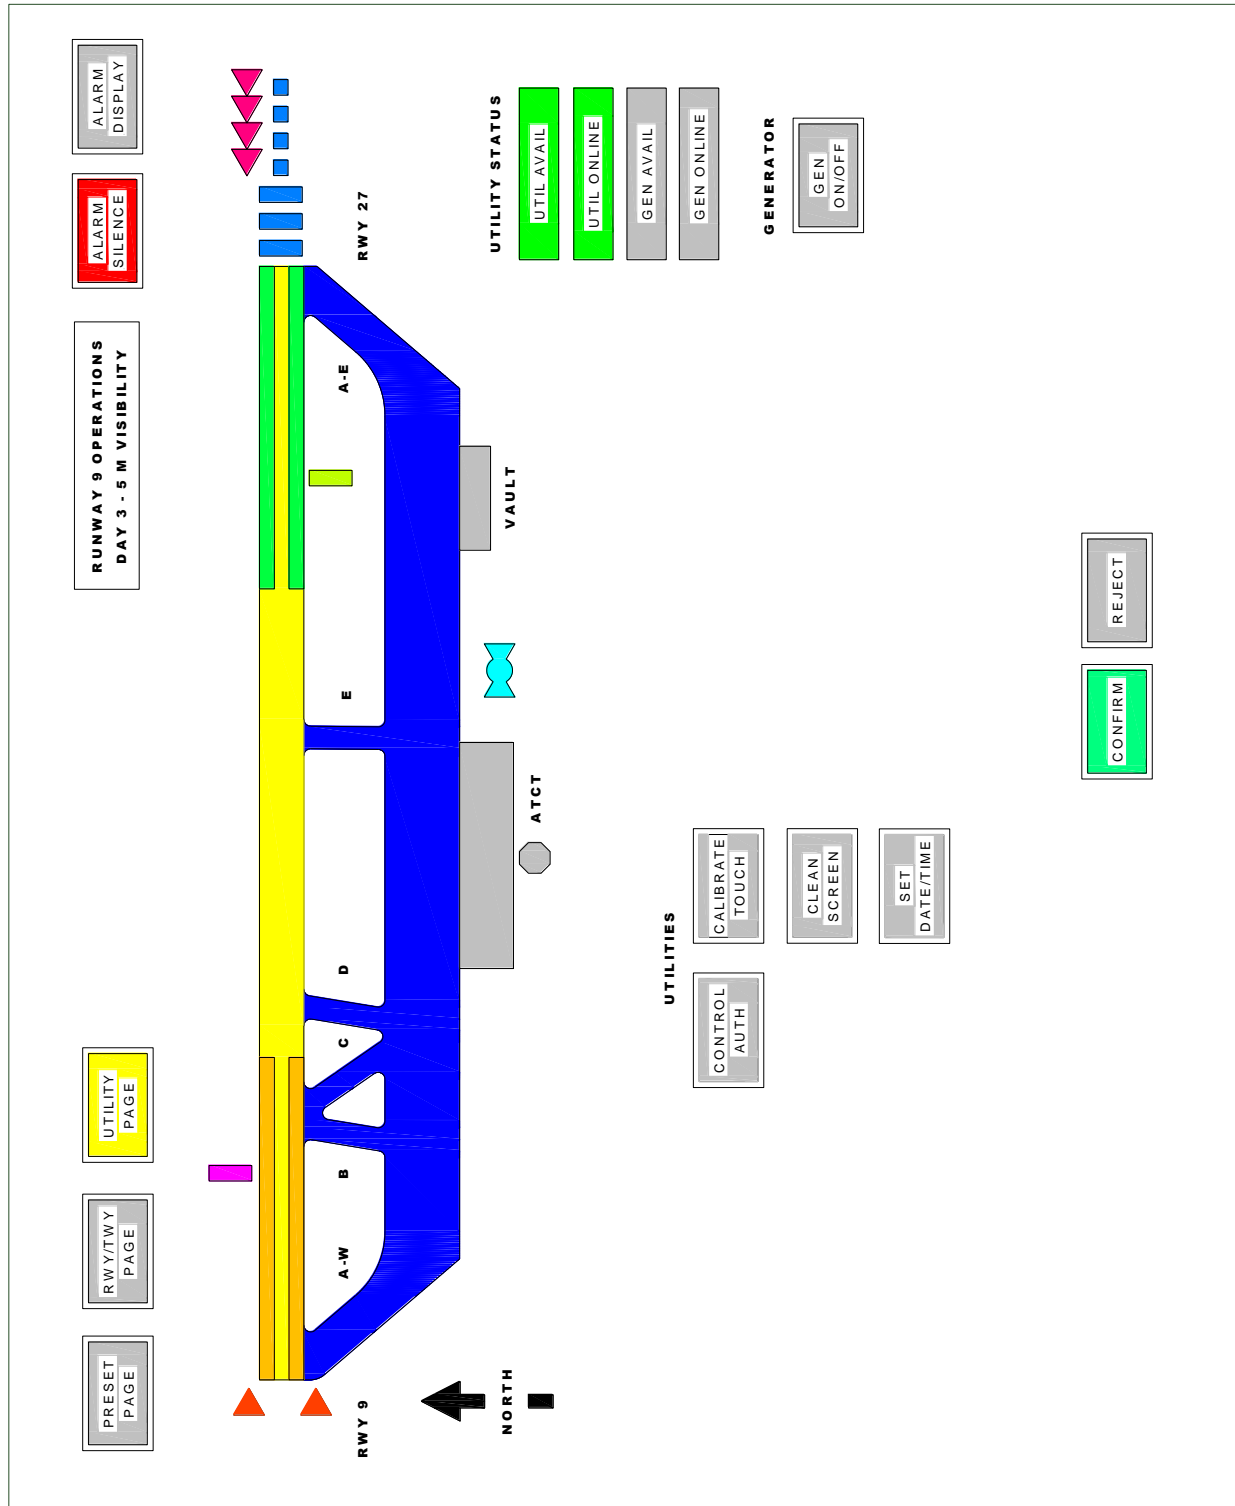 PRESET
PAGE
RWY/TWY
PAGE
UTILITY
PAGE
RUNWAY 9 OPERATIONS
DAY 3 - 5 M VISIBILITY
ALARM
SILENCE
ALARM
DISPLAY
A-W
B
C
D
E
A-E
RWY 9
RWY 27
NORTH
ATCT
VAULT
UTILITY STATUS
UTIL AVAIL
UTIL ONLINE
GEN AVAIL
GEN ONLINE
UTILITIES
CONTROL
AUTH
CALIBRATE
TOUCH
CLEAN
SCREEN
SET
DATE/TIME
GENERATOR
GEN
ON/OFF
CONFIRM
REJECT